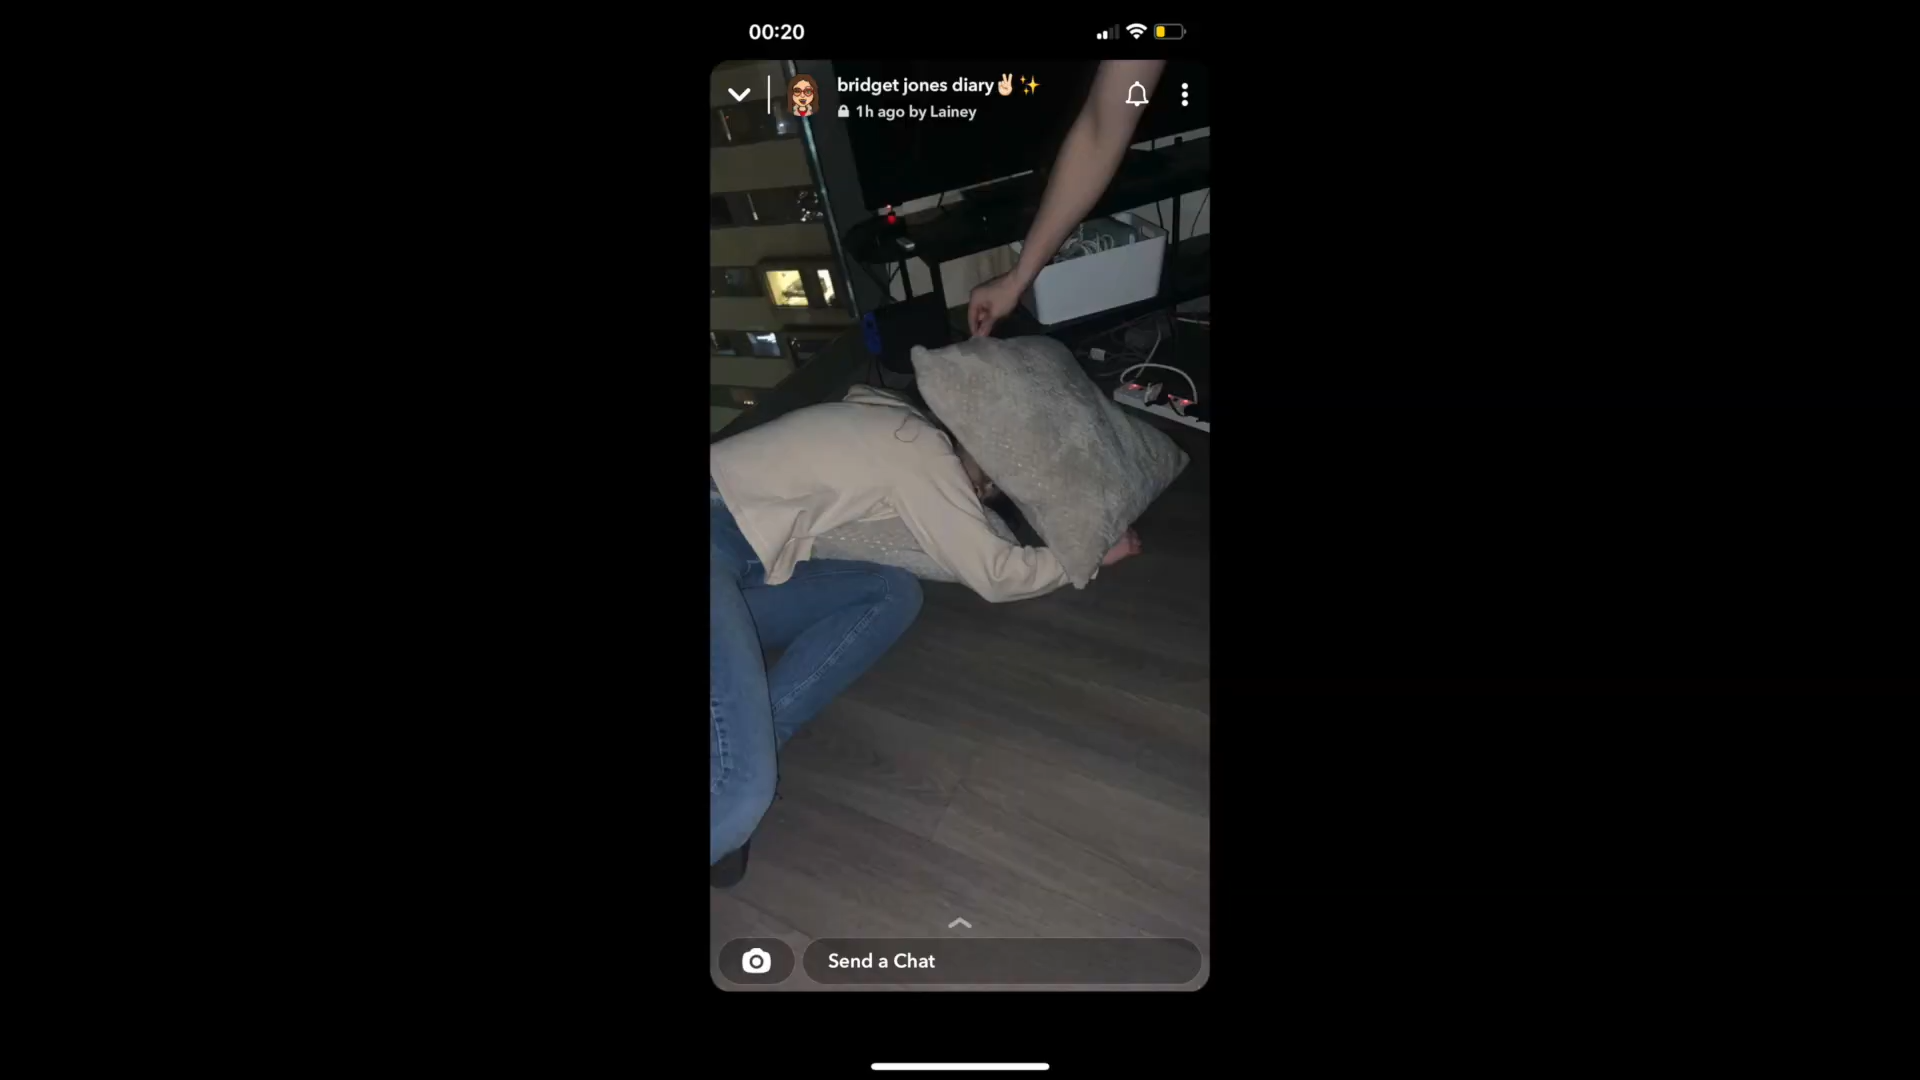 00:20
bridget jones diary✌🏻✨
1h ago by Lainey
Send a Chat